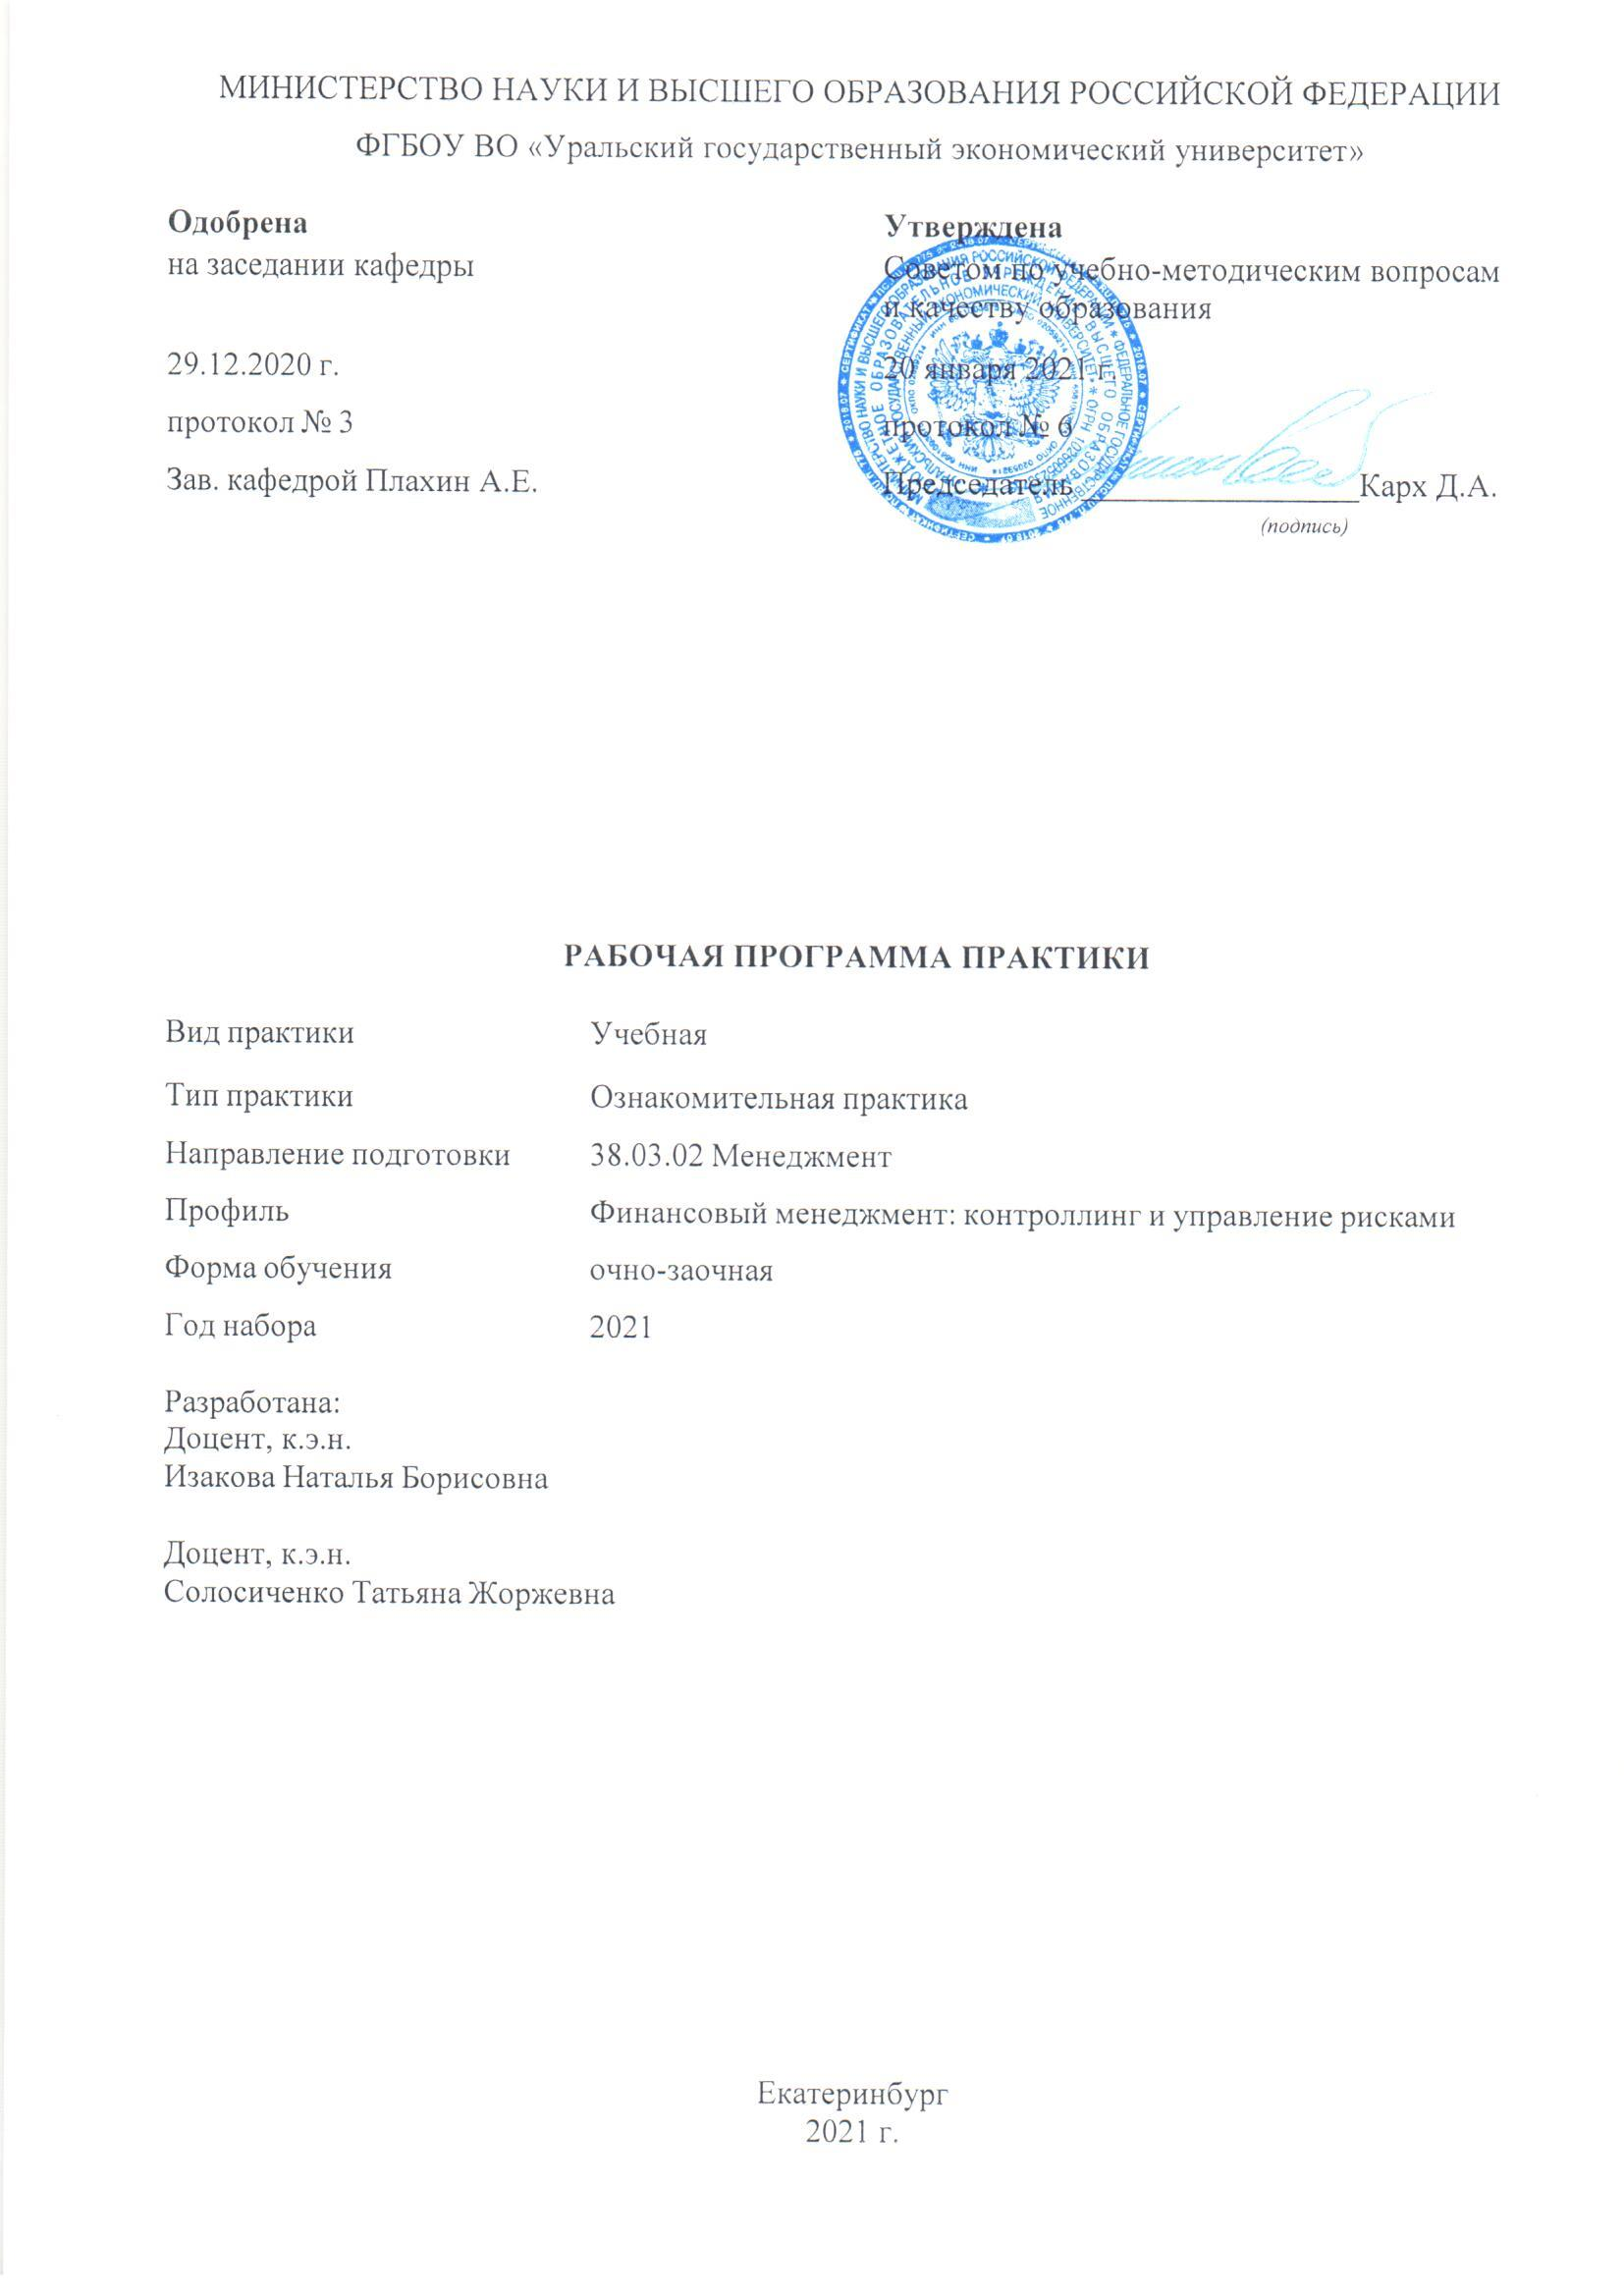 МИНИСТЕРСТВО НАУКИ И ВЫСШЕГО ОБРАЗОВАНИЯ РОССИЙСКОЙ ФЕДЕРАЦИИ
ФГБОУ ВО «Уральский государственный экономический университет»
Одобрена
на заседании кафедры
29.12.2020 г.
протокол № 3
Зав. кафедрой Плахин А.Е.
Утверждена
Советом по учебно-методическим вопросам
и качеству образования
20 января 2021 г.
протокол № 6
Председатель Карх Д.А.
(подпись)
РАБОЧАЯ ПРОГРАММА ПРАКТИКИ
Вид практики Учебная
Тип практики Ознакомительная практика
Направление подготовки 38.03.02 Менеджмент
Профиль Финансовый менеджмент: контроллинг и управление рисками
Форма обучения очно-заочная
Год набора 2021
Разработана:
Доцент, к.э.н.
Изакова Наталья Борисовна
Доцент, к.э.н.
Солосиченко Татьяна Жоржевна
Екатеринбург
2021 г.